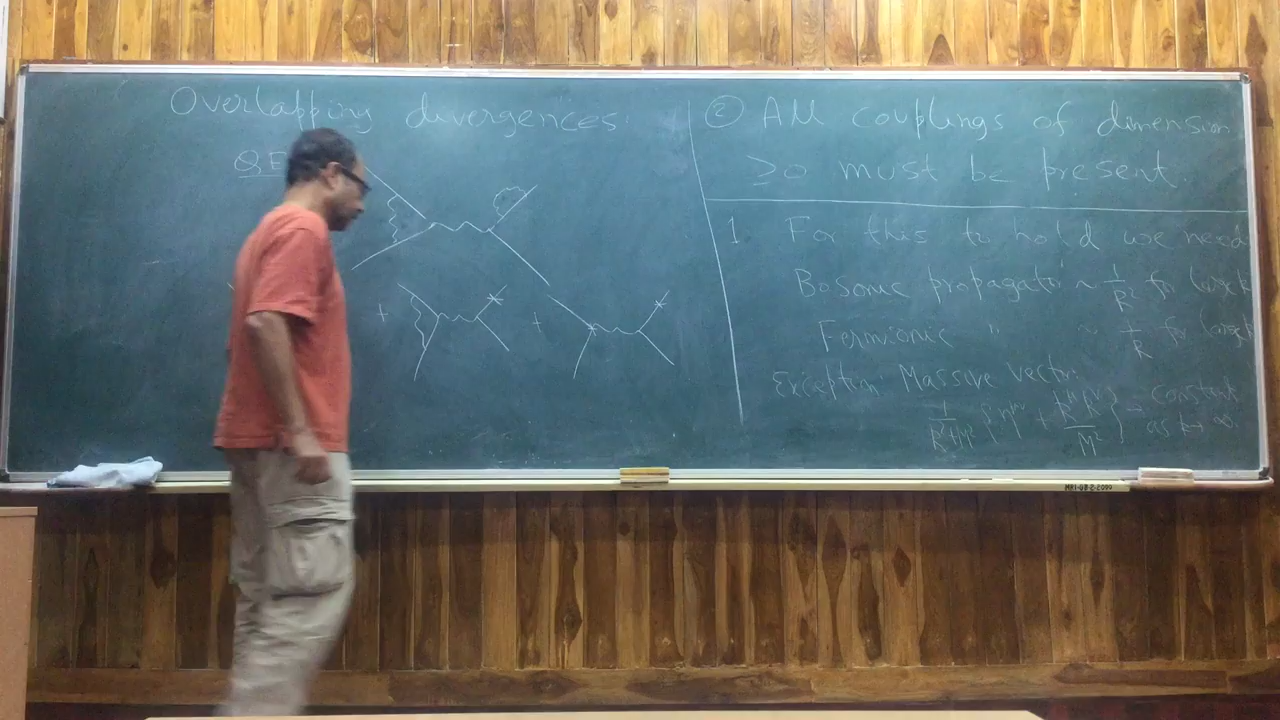 Overlapping divergences
QE
+
+
② All couplings of dimension
≥0 must be present.
1 For this to hold we need
Bosonic propagator ~ 1/k² for large k
Fermionic " ~ 1/k for large k
Exception: Massive vector:
1/k²+M² {η^μν + k^μ k^ν/M²} ~ constant
as k→∞.